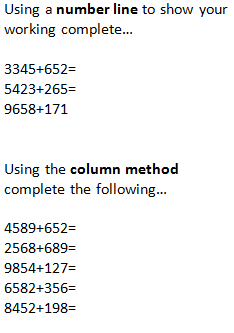 Using a number line to show your
working complete...
3345+652=
5423+265=
9658+171
Using the column method
complete the following...
4589+652=
2568+689=
9854+127=
6582+356=
8452+198=